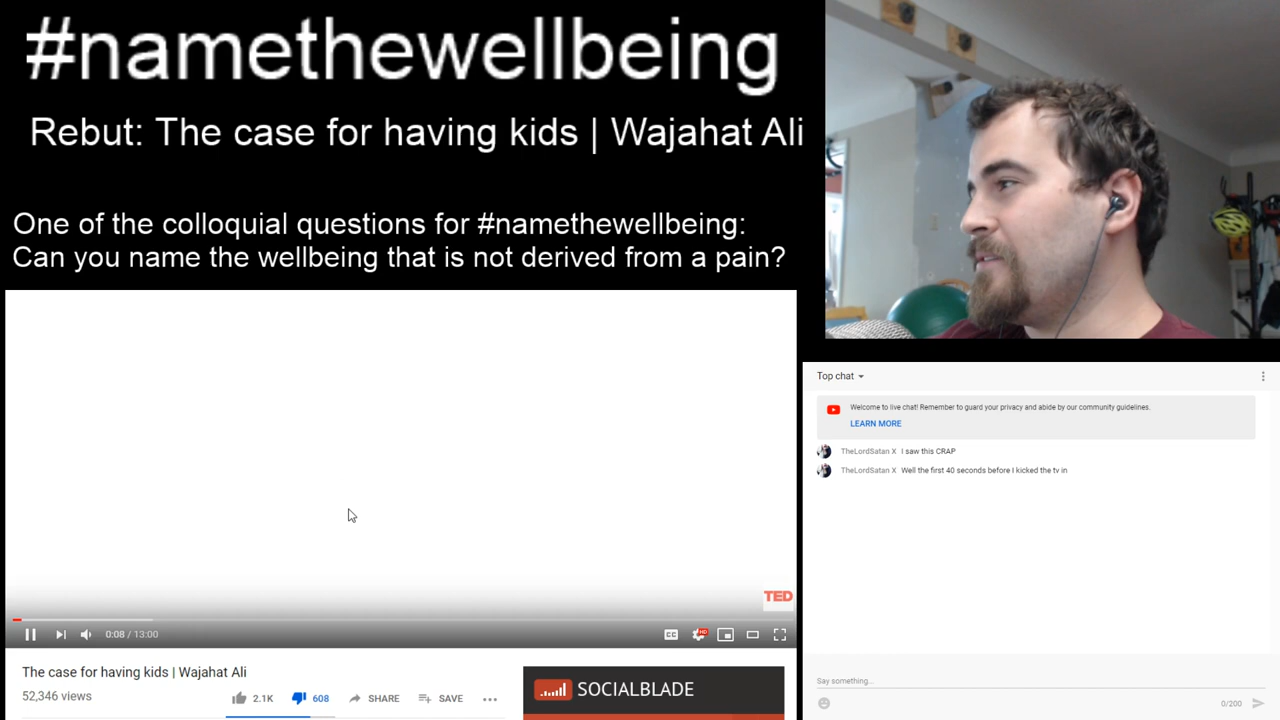 #namethewellbeing
Rebut: The case for having kids | Wajahat Ali
One of the colloquial questions for #namethewellbeing:
Can you name the wellbeing that is not derived from a pain?
TED
0:08 / 13:00
CC
HD
The case for having kids | Wajahat Ali
52,346 views
2.1K
608
SHARE
SAVE
SOCIALBLADE
Top chat
Welcome to live chat! Remember to guard your privacy and abide by our community guidelines.
LEARN MORE
TheLordSatan X I saw this CRAP
TheLordSatan X Well the first 40 seconds before I kicked the tv in
Say something...
0/200